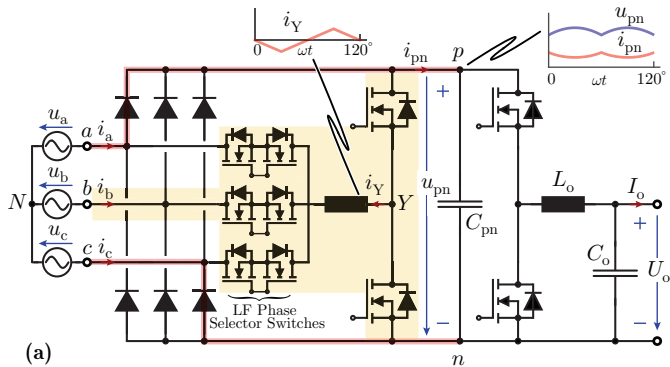 i_Y
0 ωt 120°
i_pn
p
u_pn
i_pn
0 ωt 120°
u_a
a i_a
u_b
N
b i_b
i_Y
Y
u_pn
+
−
C_pn
L_o
I_o
+
−
C_o
U_o
u_c
c i_c
LF Phase
Selector Switches
(a)
n